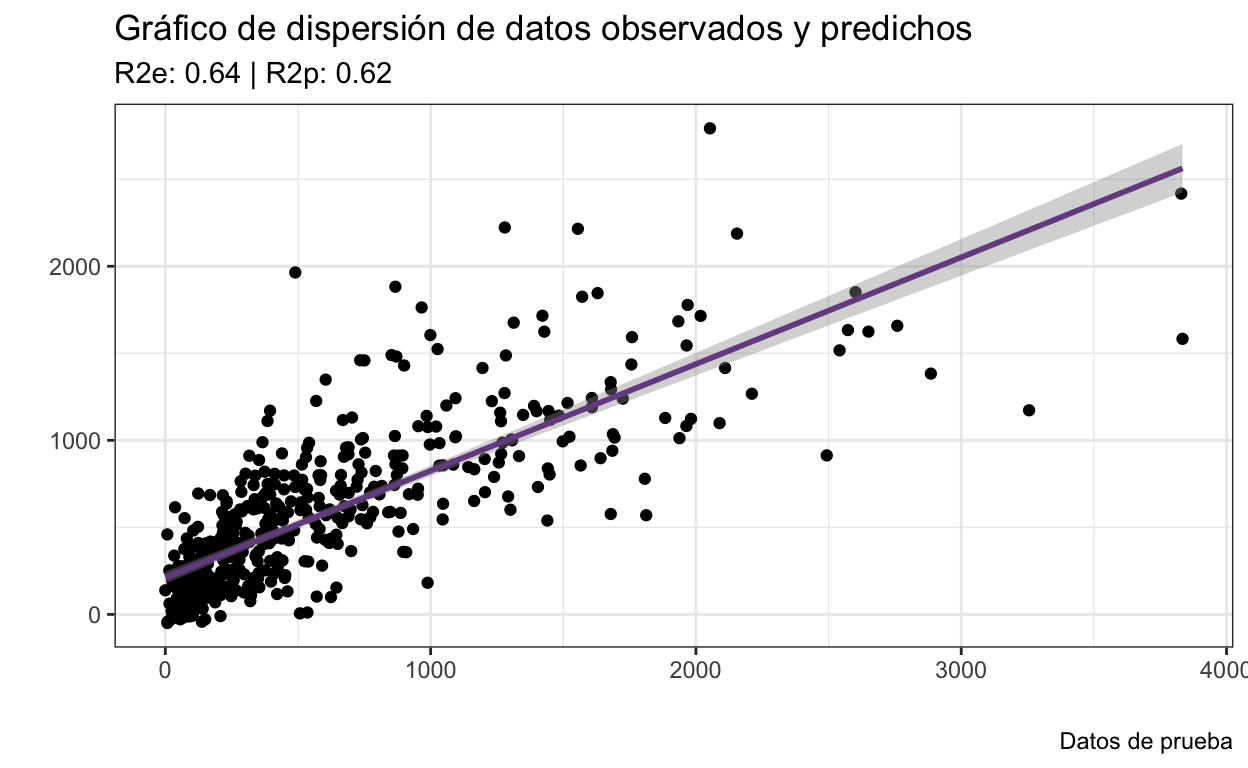 Gráfico de dispersión de datos observados y predichos
R2e: 0.64 | R2p: 0.62
2000
1000
0
0 1000 2000 3000 4000
Datos de prueba